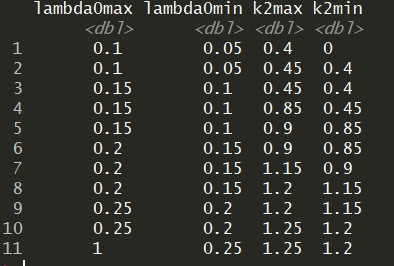 lambda0max lambda0min k2max k2min
<dbl> <dbl> <dbl> <dbl>
1 0.1 0.05 0.4 0
2 0.1 0.05 0.45 0.4
3 0.15 0.1 0.45 0.4
4 0.15 0.1 0.85 0.45
5 0.15 0.1 0.9 0.85
6 0.2 0.15 0.9 0.85
7 0.2 0.15 1.15 0.9
8 0.2 0.15 1.2 1.15
9 0.25 0.2 1.2 1.15
10 0.25 0.2 1.25 1.2
11 1 0.25 1.25 1.2